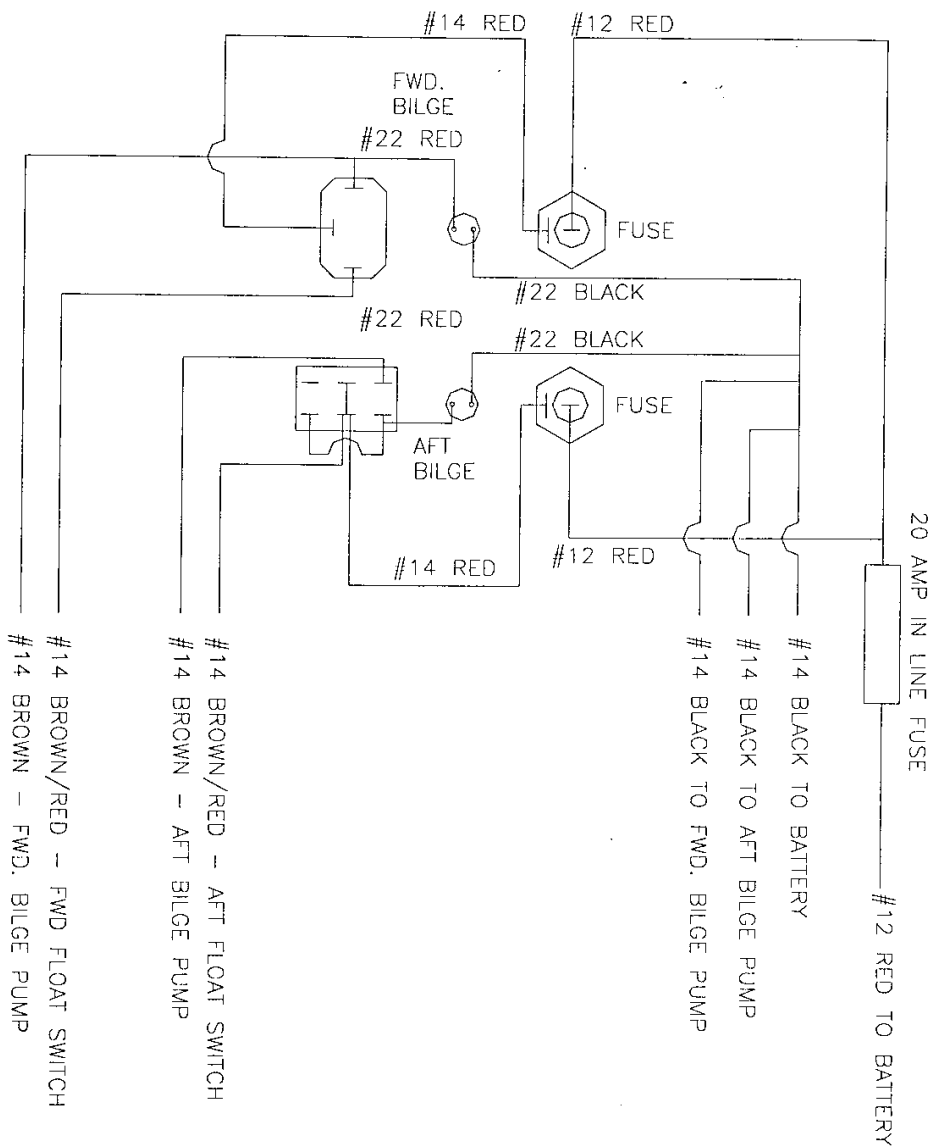 #14 RED
#12 RED
FWD.
BILGE
#22 RED
FUSE
#22 BLACK
#22 RED
#22 BLACK
FUSE
AFT
BILGE
#14 RED
#12 RED
20 AMP IN LINE FUSE
#12 RED TO BATTERY
#14 BLACK TO BATTERY
#14 BLACK TO AFT BILGE PUMP
#14 BLACK TO FWD. BILGE PUMP
#14 BROWN/RED - AFT FLOAT SWITCH
#14 BROWN - AFT BILGE PUMP
#14 BROWN/RED - FWD FLOAT SWITCH
#14 BROWN - FWD. BILGE PUMP